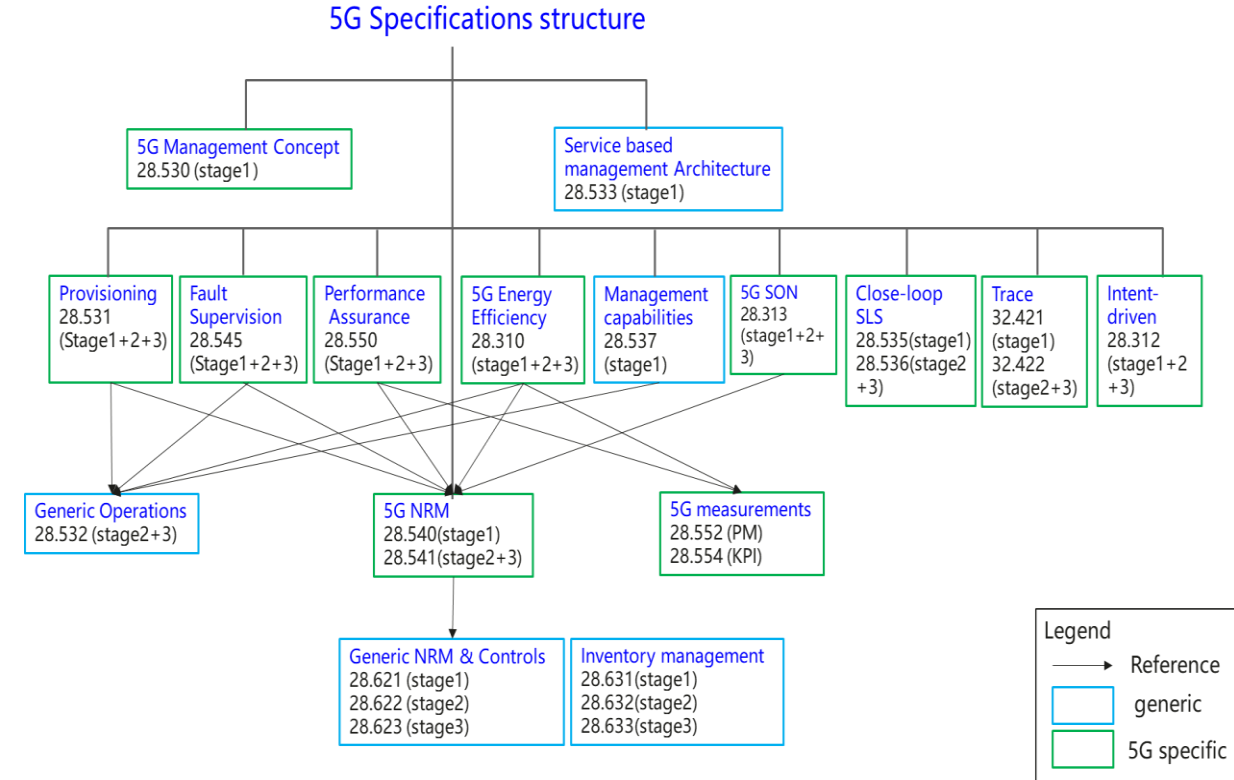 5G Specifications structure
5G Management Concept
28.530 (stage1)
Service based
management Architecture
28.533 (stage1)
Provisioning
28.531
(Stage1+2+3)
Fault
Supervision
28.545
(Stage1+2+3)
Performance
Assurance
28.550
(Stage1+2+3)
5G Energy
Efficiency
28.310
(stage1+2+3)
Management
capabilities
28.537
(stage1)
5G SON
28.313
(stage1+2+
3)
Close-loop
SLS
28.535(stage1)
28.536(stage2
+3)
Trace
32.421
(stage1)
32.422
(stage2+3)
Intent-
driven
28.312
(stage1+2
+3)
Generic Operations
28.532 (stage2+3)
5G NRM
28.540(stage1)
28.541(stage2+3)
5G measurements
28.552 (PM)
28.554 (KPI)
Generic NRM & Controls
28.621 (stage1)
28.622 (stage2)
28.623 (stage3)
Inventory management
28.631(stage1)
28.632(stage2)
28.633(stage3)
Legend
Reference
generic
5G specific